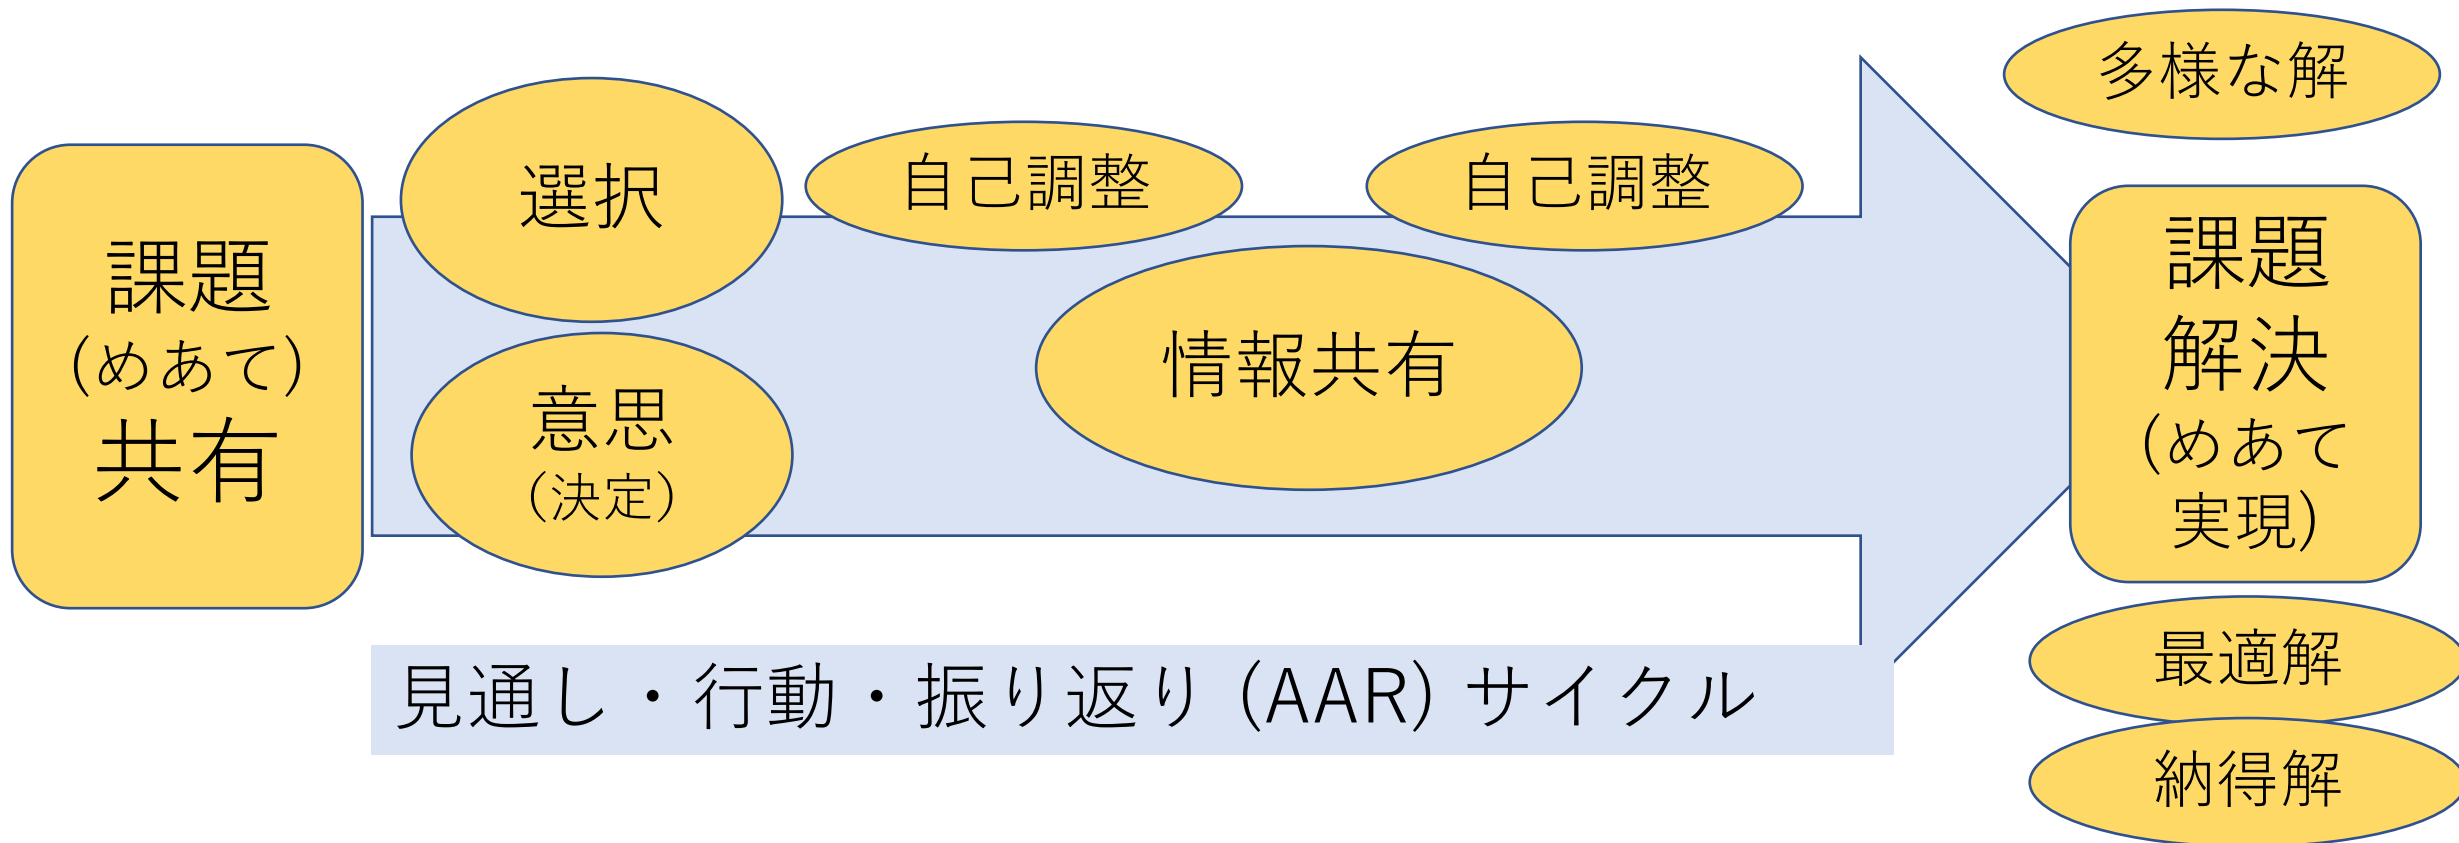 課題
(めあて)
共有
選択
意思
(決定)
自己調整
情報共有
自己調整
多様な解
課題
解決
(めあて
実現)
最適解
納得解
見通し・行動・振り返り (AAR) サイクル